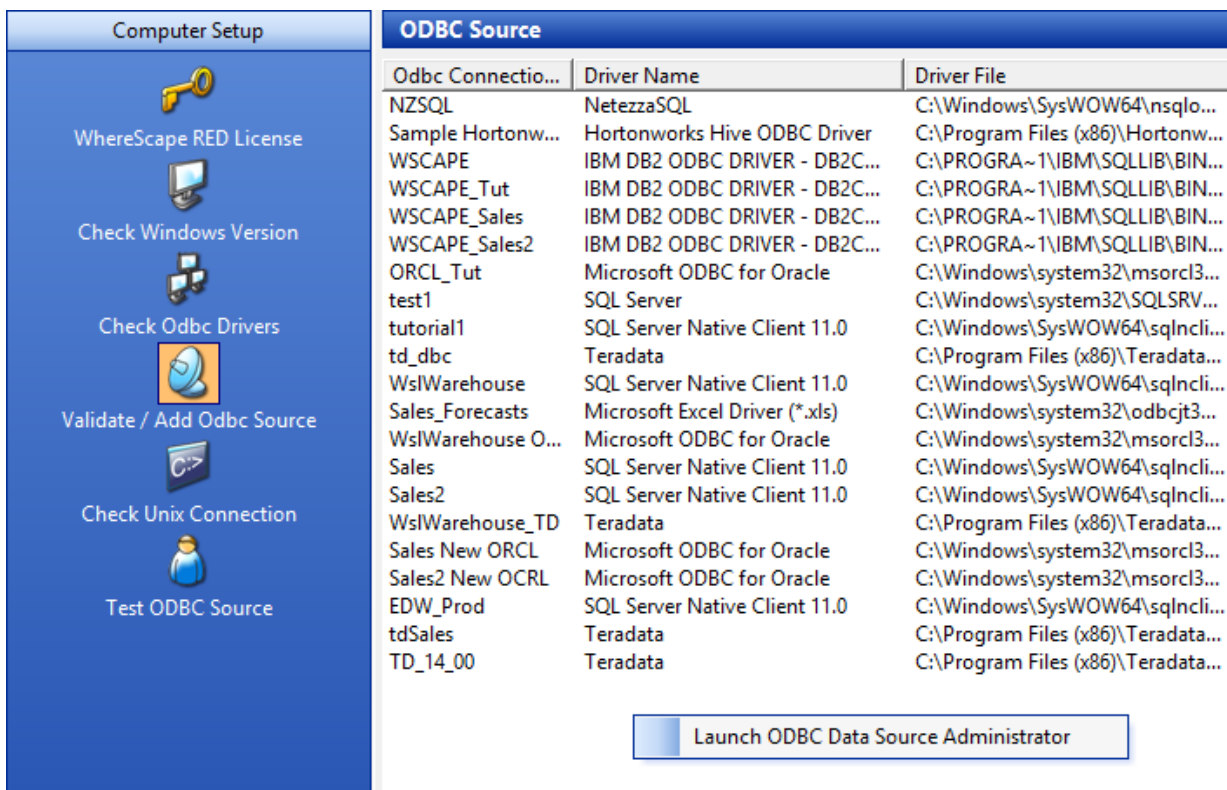 Computer Setup
WhereScape RED License
Check Windows Version
Check Odbc Drivers
Validate / Add Odbc Source
C:>
Check Unix Connection
Test ODBC Source
ODBC Source
Odbc Connectio... Driver Name Driver File
NZSQL NetezzaSQL C:\Windows\SysWOW64\nsqlo...
Sample Hortonw... Hortonworks Hive ODBC Driver C:\Program Files (x86)\Hortonw...
WSCAPE IBM DB2 ODBC DRIVER - DB2C... C:\PROGRA~1\IBM\SQLLIB\BIN...
WSCAPE_Tut IBM DB2 ODBC DRIVER - DB2C... C:\PROGRA~1\IBM\SQLLIB\BIN...
WSCAPE_Sales IBM DB2 ODBC DRIVER - DB2C... C:\PROGRA~1\IBM\SQLLIB\BIN...
WSCAPE_Sales2 IBM DB2 ODBC DRIVER - DB2C... C:\PROGRA~1\IBM\SQLLIB\BIN...
ORCL_Tut Microsoft ODBC for Oracle C:\Windows\system32\msorcl3...
test1 SQL Server C:\Windows\system32\SQLSRV...
tutorial1 SQL Server Native Client 11.0 C:\Windows\SysWOW64\sqlncli...
td_dbc Teradata C:\Program Files (x86)\Teradata...
WslWarehouse SQL Server Native Client 11.0 C:\Windows\SysWOW64\sqlncli...
Sales_Forecasts Microsoft Excel Driver (*.xls) C:\Windows\system32\odbcjt3...
WslWarehouse O... Microsoft ODBC for Oracle C:\Windows\system32\msorcl3...
Sales SQL Server Native Client 11.0 C:\Windows\SysWOW64\sqlncli...
Sales2 SQL Server Native Client 11.0 C:\Windows\SysWOW64\sqlncli...
WslWarehouse_TD Teradata C:\Program Files (x86)\Teradata...
Sales New ORCL Microsoft ODBC for Oracle C:\Windows\system32\msorcl3...
Sales2 New OCRL Microsoft ODBC for Oracle C:\Windows\system32\msorcl3...
EDW_Prod SQL Server Native Client 11.0 C:\Windows\SysWOW64\sqlncli...
tdSales Teradata C:\Program Files (x86)\Teradata...
TD_14_00 Teradata C:\Program Files (x86)\Teradata...
Launch ODBC Data Source Administrator